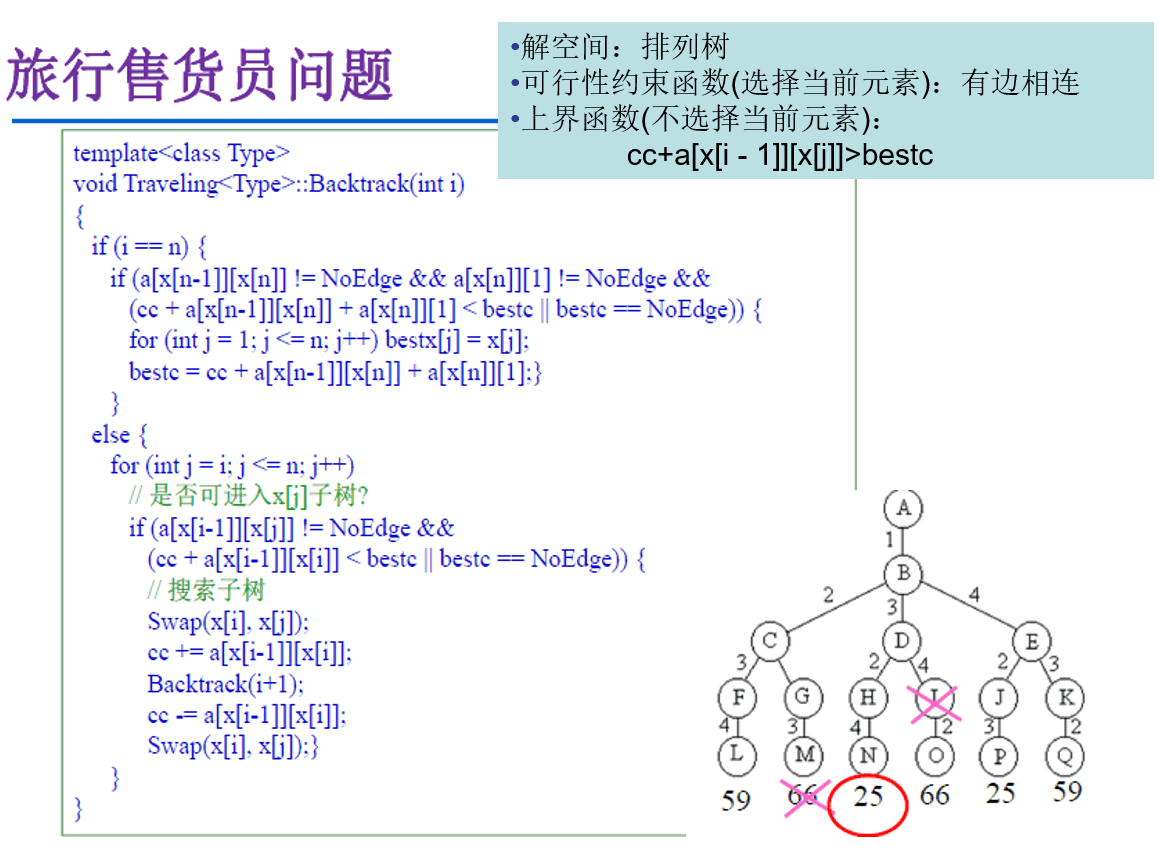 旅行售货员问题
•解空间：排列树
•可行性约束函数(选择当前元素)：有边相连
•上界函数(不选择当前元素)：
cc+a[x[i - 1]][x[j]]>bestc
template<class Type>
void Traveling<Type>::Backtrack(int i)
{
if (i == n) {
if (a[x[n-1]][x[n]] != NoEdge && a[x[n]][1] != NoEdge &&
(cc + a[x[n-1]][x[n]] + a[x[n]][1] < bestc || bestc == NoEdge)) {
for (int j = 1; j <= n; j++) bestx[j] = x[j];
bestc = cc + a[x[n-1]][x[n]] + a[x[n]][1];}
}
else {
for (int j = i; j <= n; j++)
// 是否可进入x[j]子树?
if (a[x[i-1]][x[j]] != NoEdge &&
(cc + a[x[i-1]][x[i]] < bestc || bestc == NoEdge)) {
// 搜索子树
Swap(x[i], x[j]);
cc += a[x[i-1]][x[i]];
Backtrack(i+1);
cc -= a[x[i-1]][x[i]];
Swap(x[i], x[j]);}
}
}
A
1
B
2 3 4
C D E
3 2 4 2 3
F G H I J K
4 3 4 2 3 2
L M N O P Q
59 66 25 66 25 59